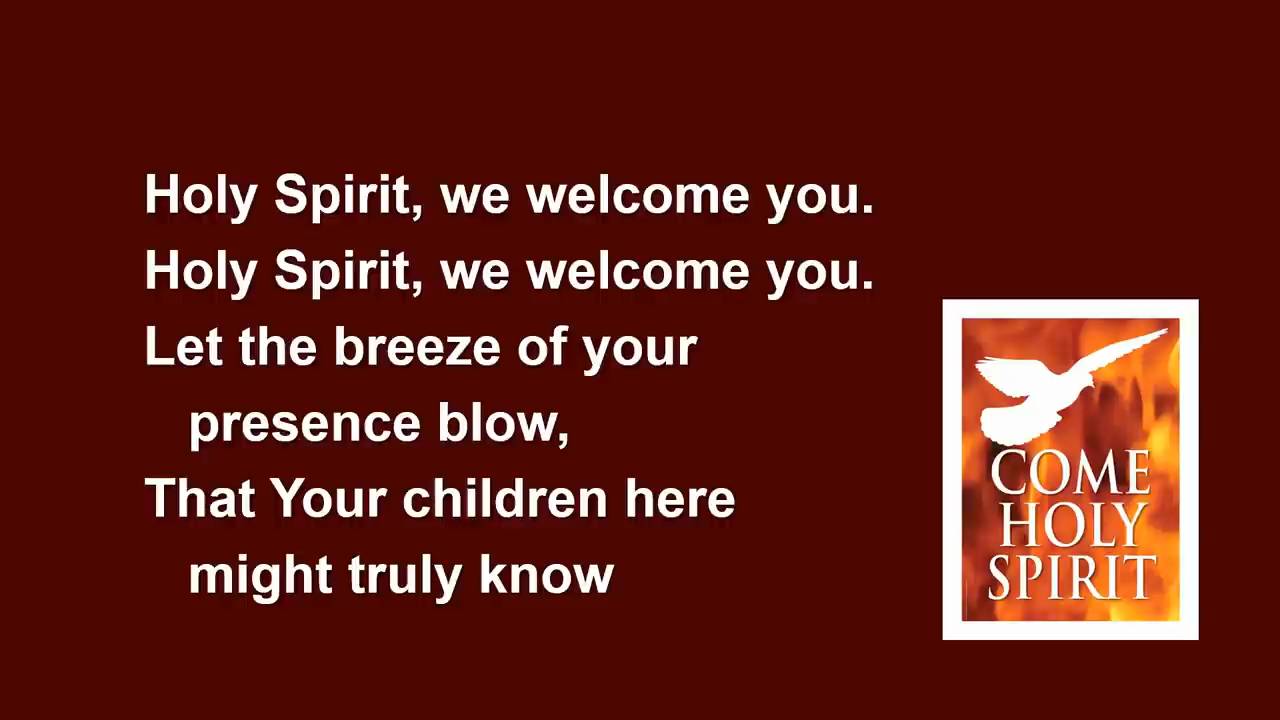 Holy Spirit, we welcome you.
Holy Spirit, we welcome you.
Let the breeze of your
presence blow,
That Your children here
might truly know
COME
HOLY
SPIRIT